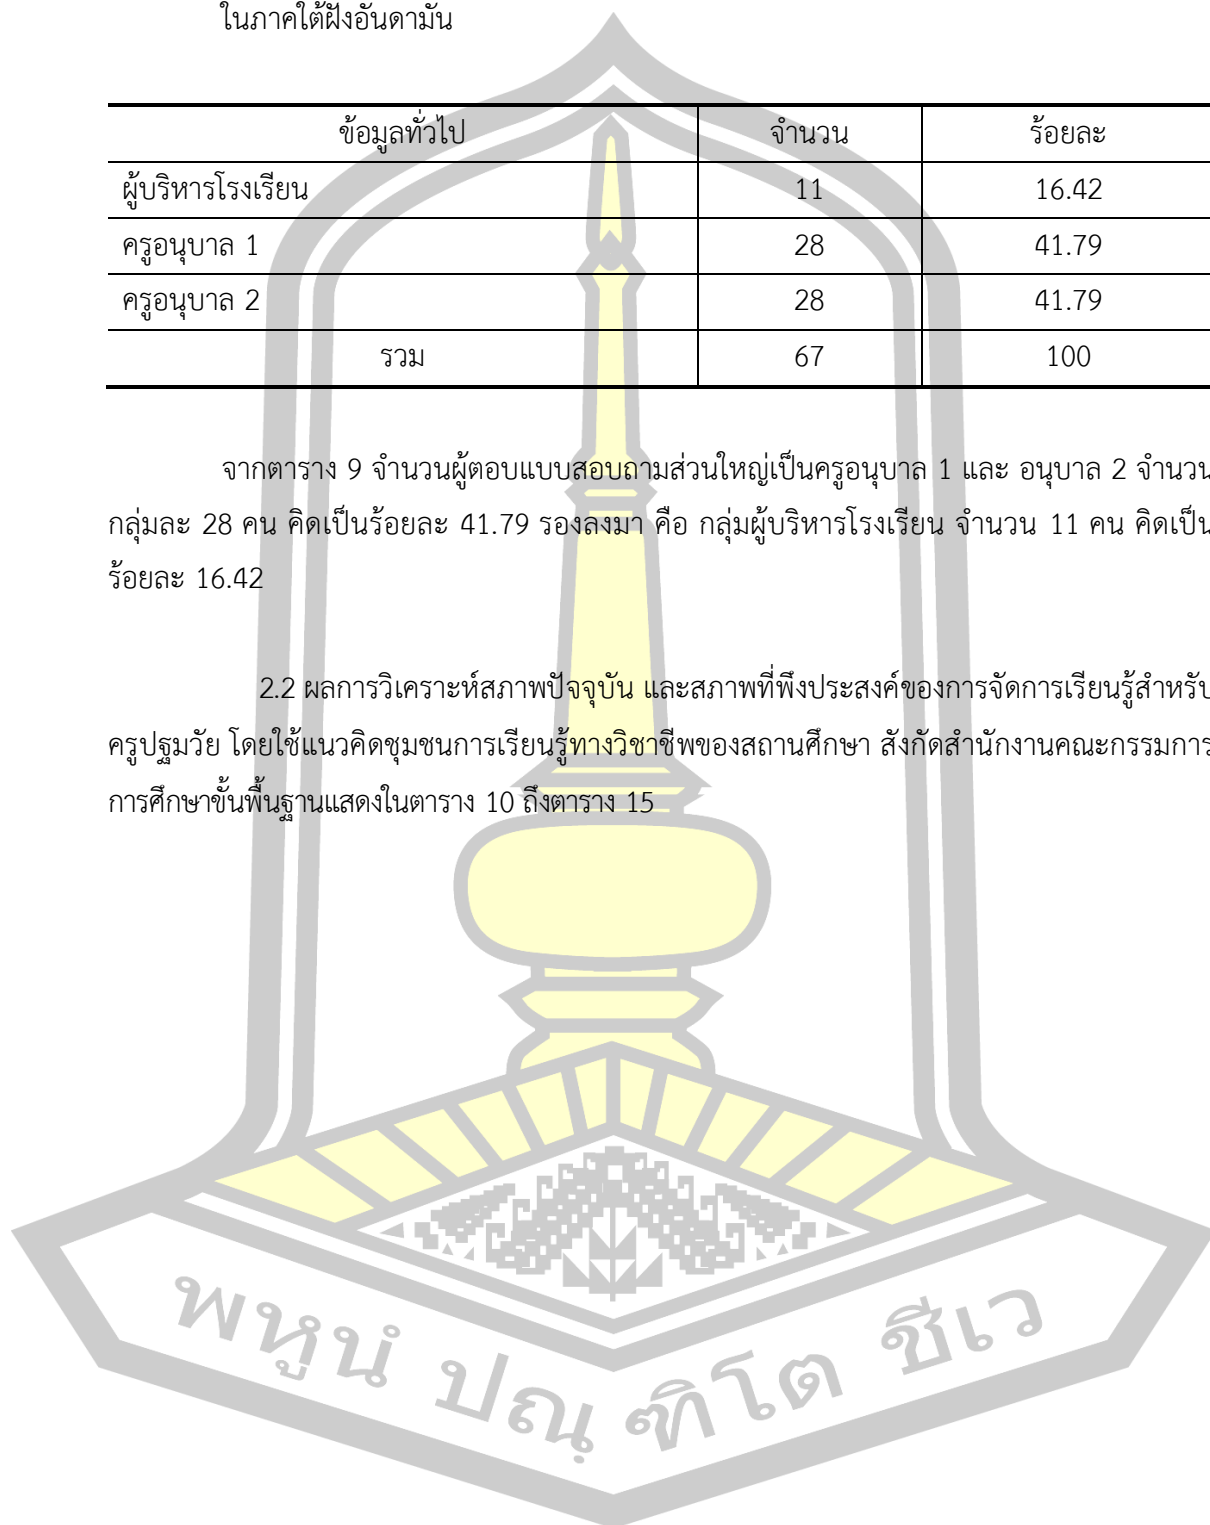 ในภาคใต้ฝั่งอันดามัน
ข้อมูลทั่วไป จำนวน ร้อยละ
ผู้บริหารโรงเรียน 11 16.42
ครูอนุบาล 1 28 41.79
ครูอนุบาล 2 28 41.79
รวม 67 100
จากตาราง 9 จำนวนผู้ตอบแบบสอบถามส่วนใหญ่เป็นครูอนุบาล 1 และ อนุบาล 2 จำนวน
กลุ่มละ 28 คน คิดเป็นร้อยละ 41.79 รองลงมา คือ กลุ่มผู้บริหารโรงเรียน จำนวน 11 คน คิดเป็น
ร้อยละ 16.42
2.2 ผลการวิเคราะห์สภาพปัจจุบัน และสภาพที่พึงประสงค์ของการจัดการเรียนรู้สำหรับ
ครูปฐมวัย โดยใช้แนวคิดชุมชนการเรียนรู้ทางวิชาชีพของสถานศึกษา สังกัดสำนักงานคณะกรรมการ
การศึกษาขั้นพื้นฐานแสดงในตาราง 10 ถึงตาราง 15
พหูนํ ปณฺฑิโต ชีเว